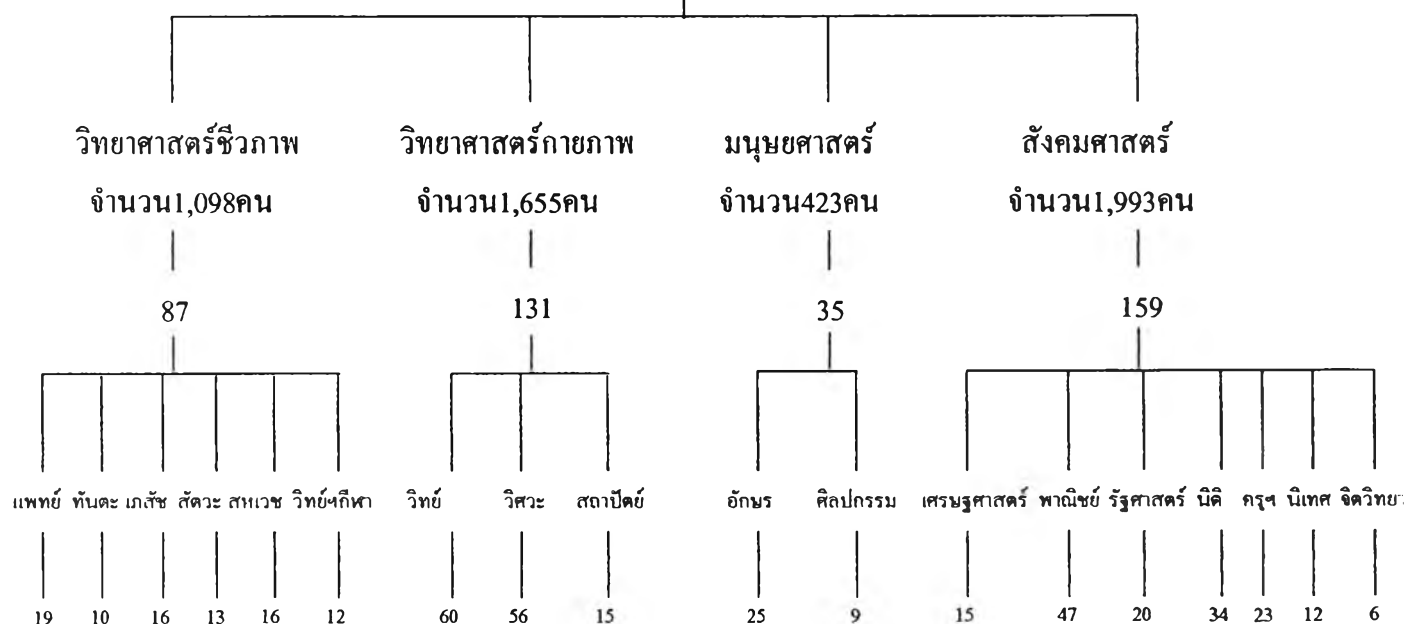 วิทยาศาสตร์ชีวภาพ วิทยาศาสตร์กายภาพ มนุษยศาสตร์ สังคมศาสตร์
จำนวน1,098คน จำนวน1,655คน จำนวน423คน จำนวน1,993คน
87 131 35 159
แพทย์ ทันตะ เภสัช สัตวะ สหเวช วิทย์ฯกีฬา วิทย์ วิศวะ สถาปัตย์ อักษร ศิลปกรรม เศรษฐศาสตร์ พาณิชย์ รัฐศาสตร์ นิติ ครุฯ นิเทศ จิตวิทยา
19 10 16 13 16 12 60 56 15 25 9 15 47 20 34 23 12 6